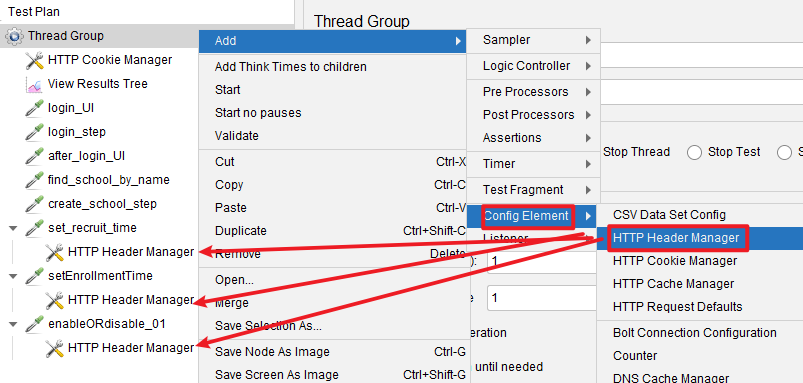 Test Plan
Thread Group
HTTP Cookie Manager
View Results Tree
login_UI
login_step
after_login_UI
find_school_by_name
create_school_step
set_recruit_time
HTTP Header Manager
setEnrollmentTime
HTTP Header Manager
enableORdisable_01
HTTP Header Manager
Add
Add Think Times to children
Start
Start no pauses
Validate
Cut Ctrl-X
Copy Ctrl-C
Paste Ctrl-V
Duplicate Ctrl+Shift-C
Remove Delete
Open...
Merge
Save Selection As...
Save Node As Image Ctrl-G
Save Screen As Image Ctrl+Shift-G
Thread Group
Sampler
Logic Controller
Pre Processors
Post Processors
Assertions
Timer
Test Fragment
Config Element
Listener
CSV Data Set Config
HTTP Header Manager
HTTP Cookie Manager
HTTP Cache Manager
HTTP Request Defaults
Bolt Connection Configuration
Counter
DNS Cache Manager
Stop Thread
Stop Test
S
1
1
eration
until needed